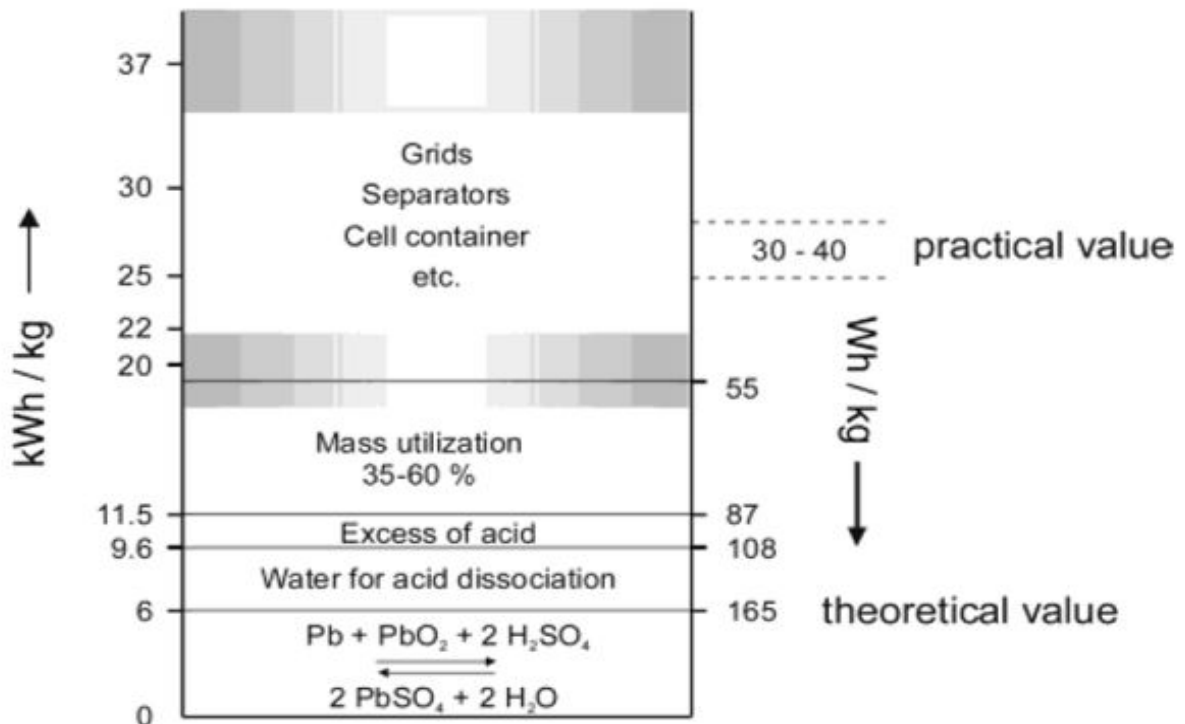 37
Grids
30
Separators
Cell container
30 - 40
practical value
25
etc.
22
20
kWh / kg
Wh / kg
55
Mass utilization
35-60 %
11.5
87
Excess of acid
9.6
108
Water for acid dissociation
6
165
theoretical value
Pb + PbO₂ + 2 H₂SO₄
2 PbSO₄ + 2 H₂O
0